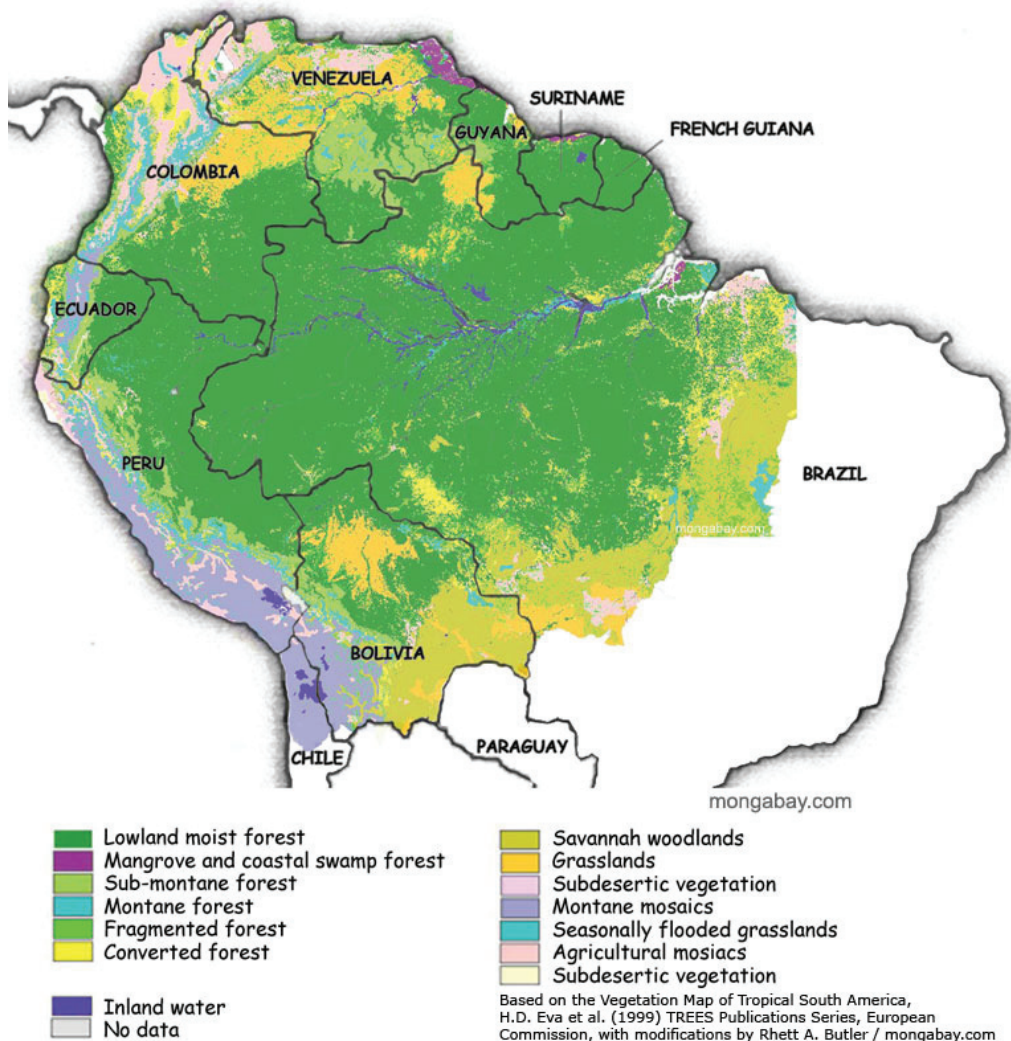 VENEZUELA
SURINAME
GUYANA
FRENCH GUIANA
COLOMBIA
ECUADOR
PERU
BRAZIL
mongabay.com
BOLIVIA
PARAGUAY
CHILE
mongabay.com
Lowland moist forest
Mangrove and coastal swamp forest
Sub-montane forest
Montane forest
Fragmented forest
Converted forest
Inland water
No data
Savannah woodlands
Grasslands
Subdesertic vegetation
Montane mosaics
Seasonally flooded grasslands
Agricultural mosiacs
Subdesertic vegetation
Based on the Vegetation Map of Tropical South America,
H.D. Eva et al. (1999) TREES Publications Series, European
Commission, with modifications by Rhett A. Butler / mongabay.com